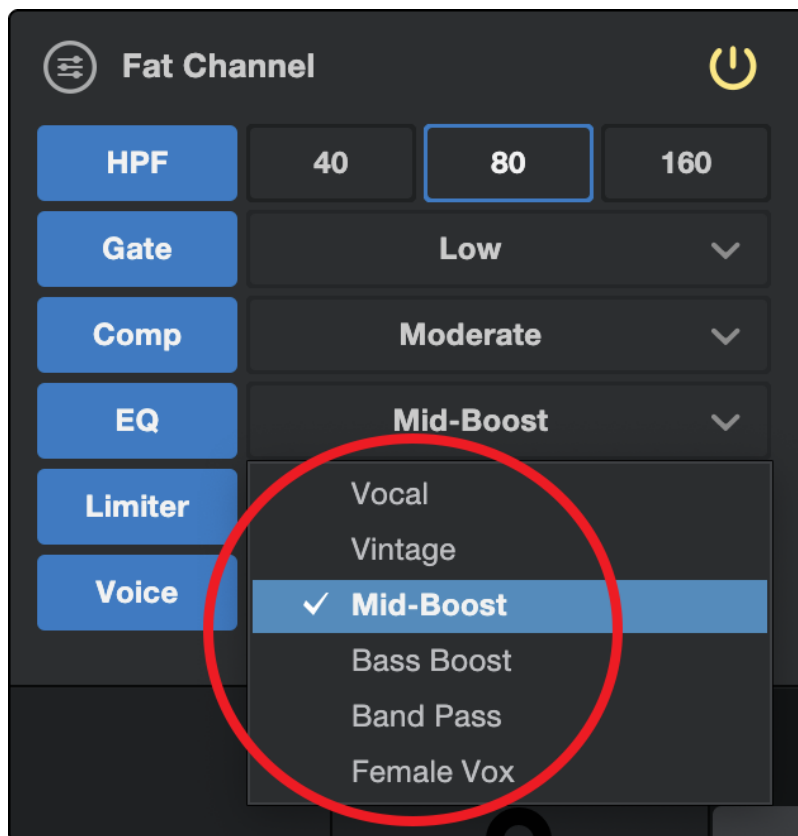 Fat Channel
HPF 40 80 160
Gate Low
Comp Moderate
EQ Mid-Boost
Limiter
Voice
Vocal
Vintage
Mid-Boost
Bass Boost
Band Pass
Female Vox